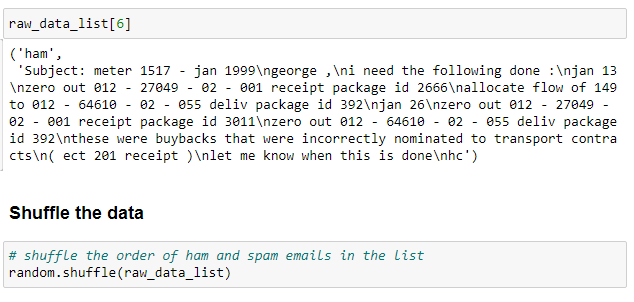 raw_data_list[6]
('ham',
'Subject: meter 1517 - jan 1999\ngeorge ,\ni need the following done :\njan 13
\nzero out 012 - 27049 - 02 - 001 receipt package id 2666\nallocate flow of 149
to 012 - 64610 - 02 - 055 deliv package id 392\njan 26\nzero out 012 - 27049 -
02 - 001 receipt package id 3011\nzero out 012 - 64610 - 02 - 055 deliv package
id 392\nthese were buybacks that were incorrectly nominated to transport contra
cts\n( ect 201 receipt )\nlet me know when this is done\nhc')
Shuffle the data
# shuffle the order of ham and spam emails in the list
random.shuffle(raw_data_list)